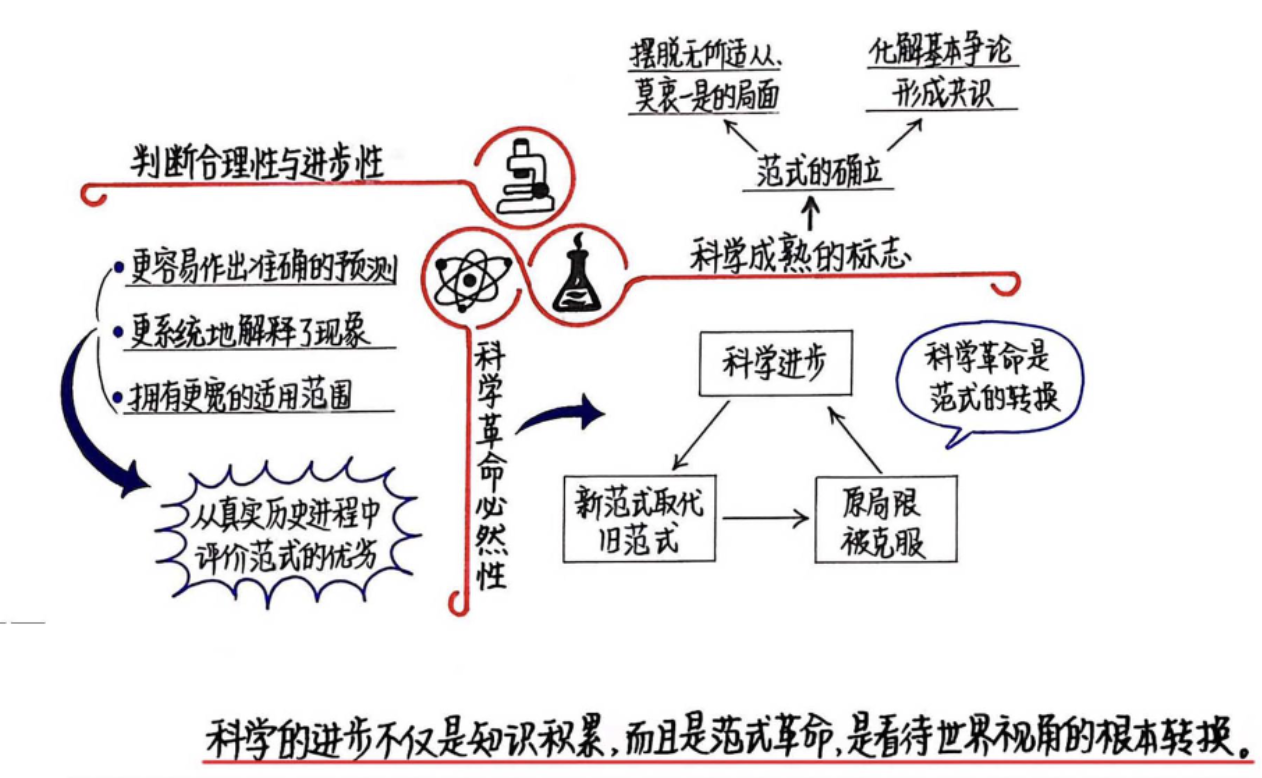 摆脱无所适从、
莫衷一是的局面
化解基本争论
形成共识
范式的确立
科学成熟的标志
判断合理性与进步性
更容易作出准确的预测
更系统地解释了现象
拥有更宽的适用范围
从真实历史进程中
评价范式的优劣
科学革命必然性
科学进步
新范式取代
旧范式
原局限
被克服
科学革命是
范式的转换
科学的进步不仅是知识积累,而且是范式革命,是看待世界视角的根本转换。